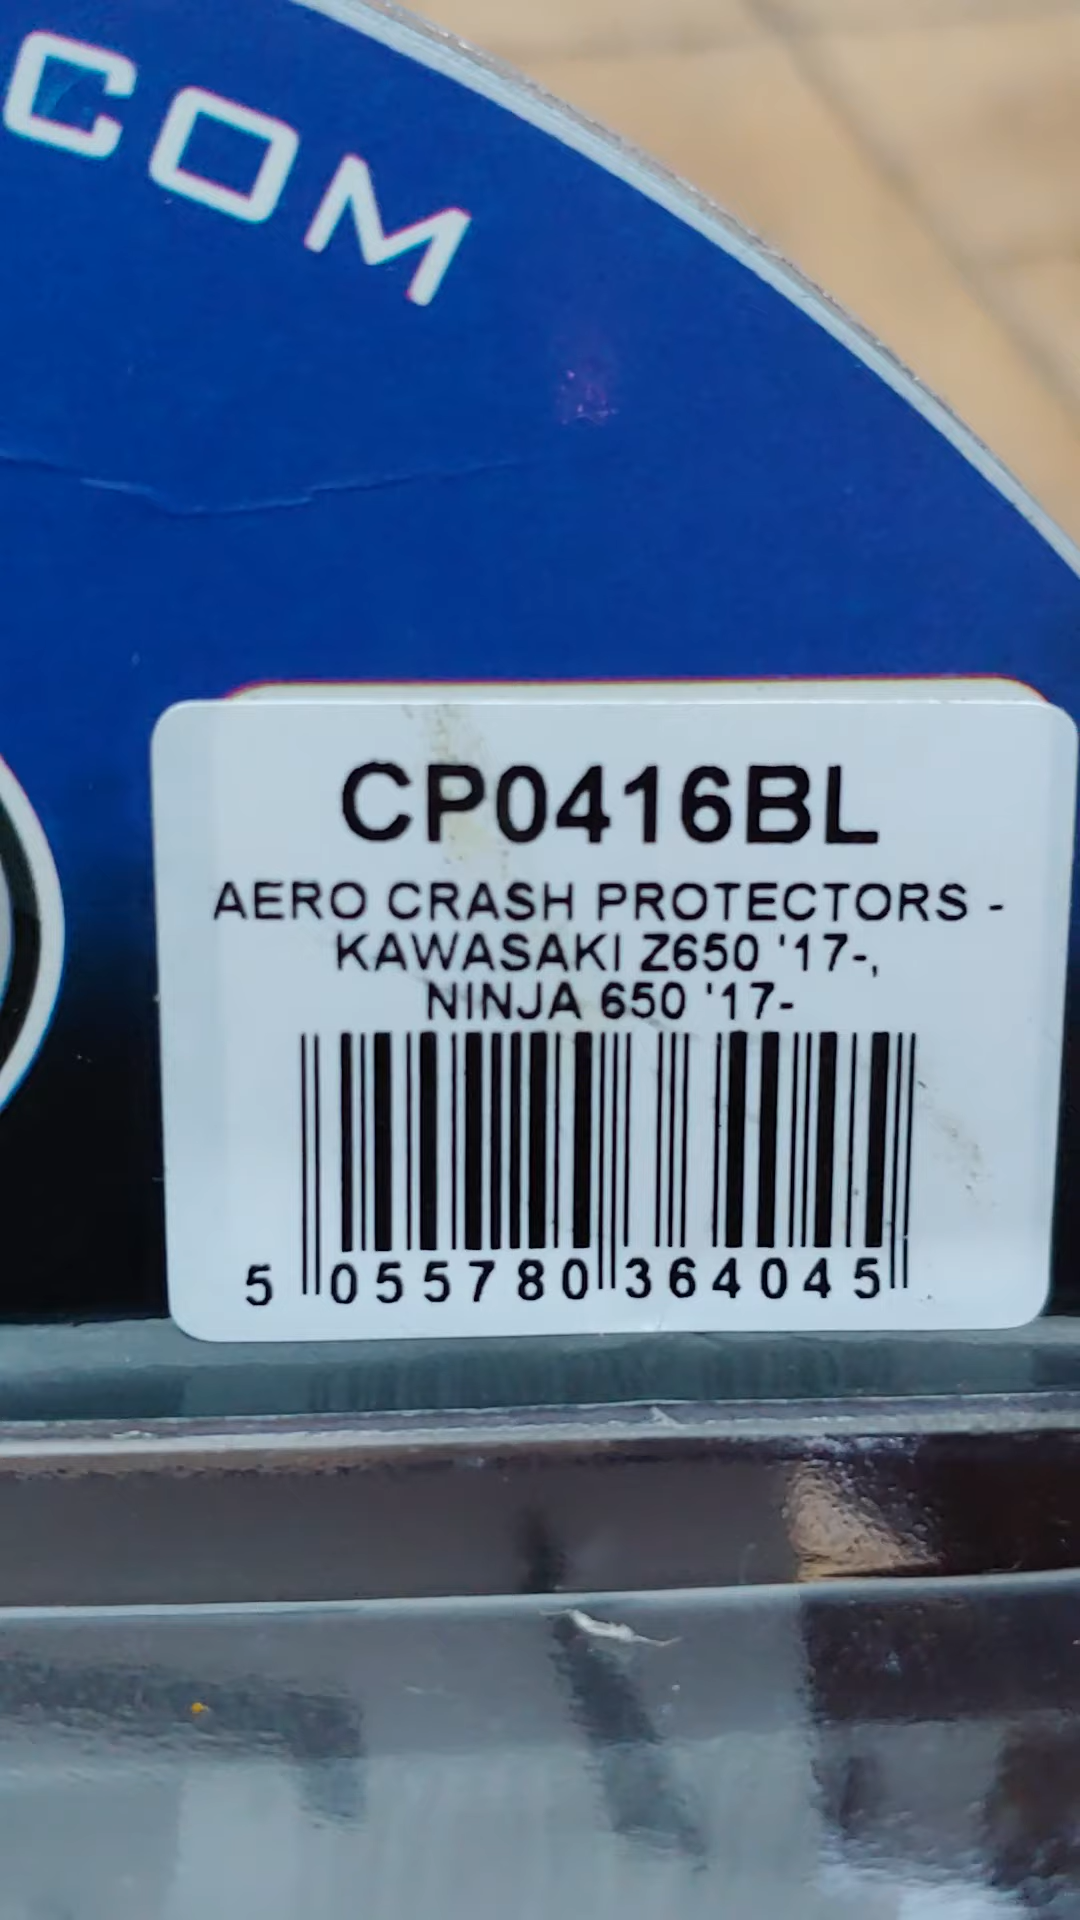 COM
CP0416BL
AERO CRASH PROTECTORS -
KAWASAKI Z650 '17-,
NINJA 650 '17-
5 055780 364045